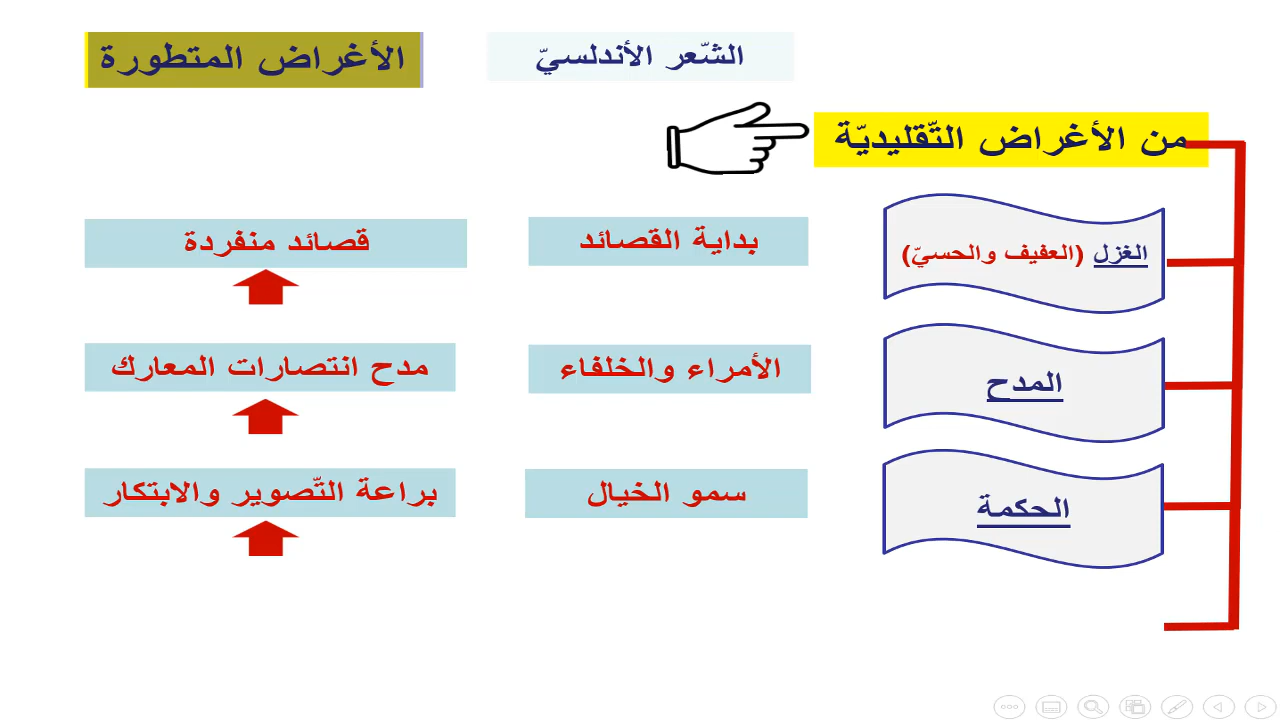 الشّعر الأندلسيّ
الأغراض المتطورة
من الأغراض التّقليديّة
الغزل (العفيف والحسيّ)
بداية القصائد
قصائد منفردة
المدح
الأمراء والخلفاء
مدح انتصارات المعارك
الحكمة
سمو الخيال
براعة التّصوير والابتكار